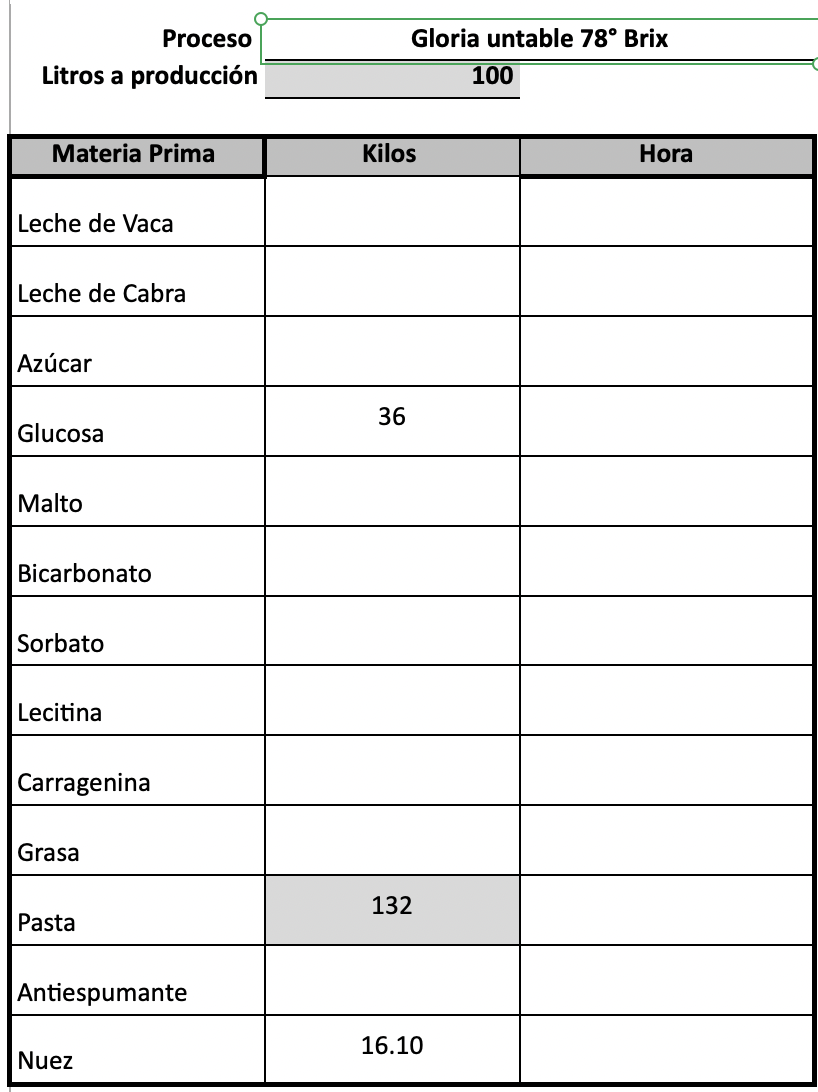 Proceso Gloria untable 78° Brix
Litros a producción 100
Materia Prima Kilos Hora
Leche de Vaca
Leche de Cabra
Azúcar
Glucosa 36
Malto
Bicarbonato
Sorbato
Lecitina
Carragenina
Grasa
Pasta 132
Antiespumante
Nuez 16.10